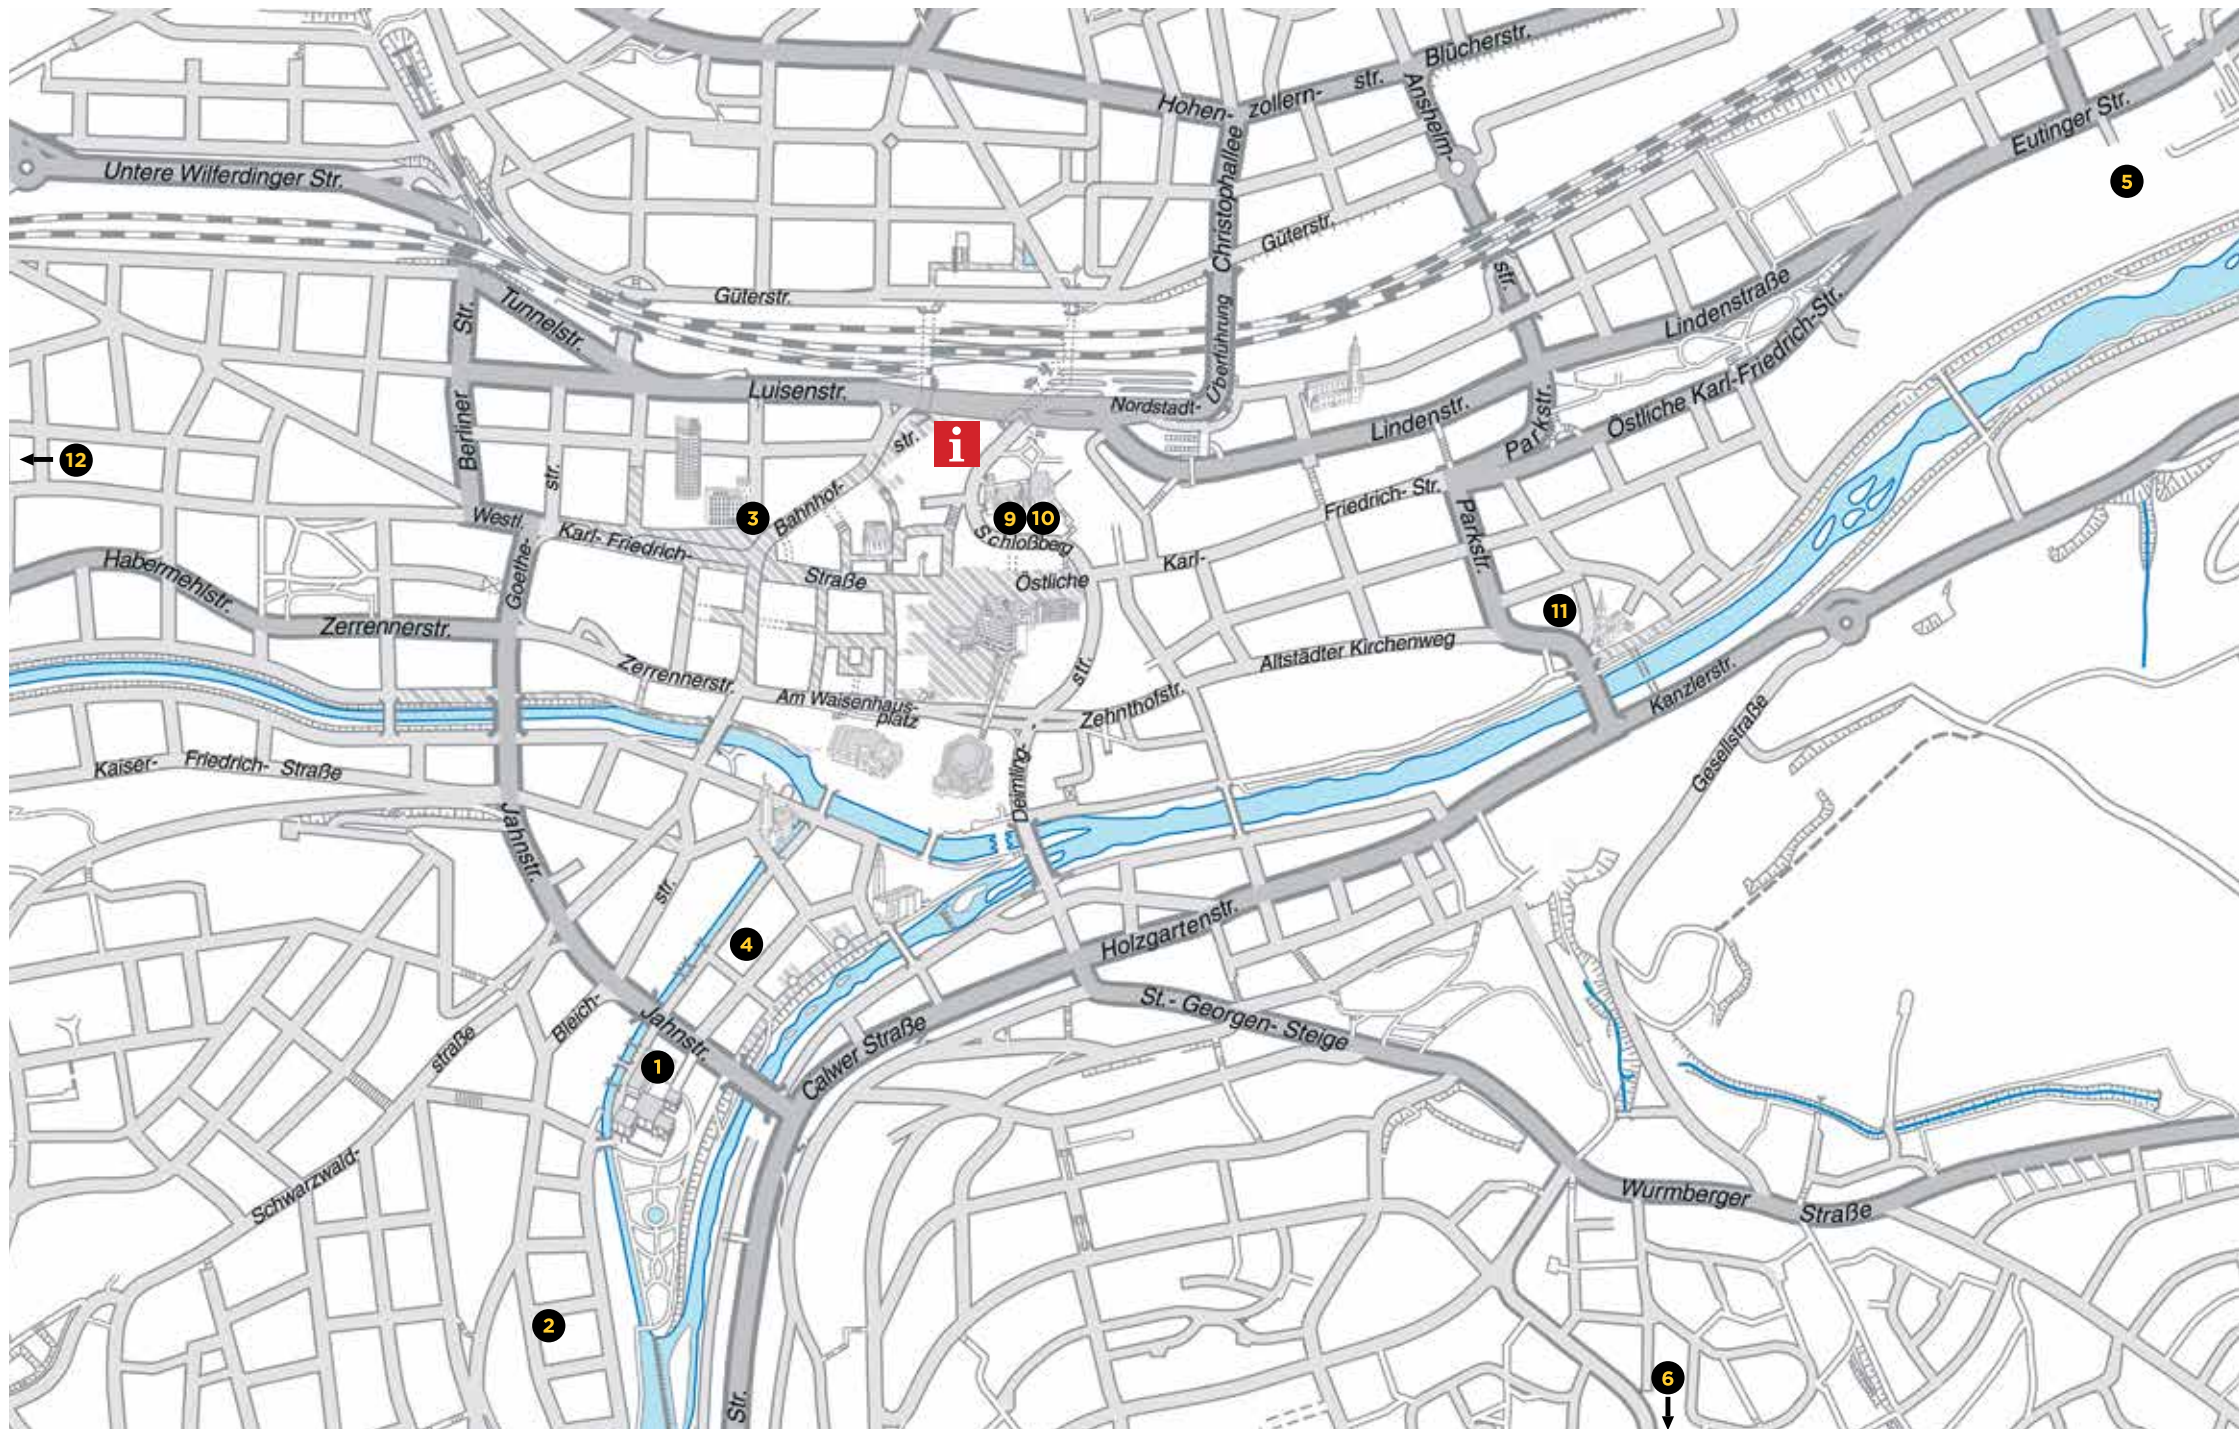 Blücherstr.
Hohen-
zollern-
str.
Ansheim-
str.
Eutinger Str.
5
Untere Wilferdinger Str.
Christophallee
Güterstr.
Güterstr.
Tunnelstr.
Str.
Berliner
Luisenstr.
Nordstadt-
Überführung
Lindenstraße
Östliche Karl-Friedrich-Str.
Lindenstr.
Parkstr.
Parkstr.
i
str.
Bahnhof-
12
3
9
10
Schloßberg
Friedrich- Str.
Karl-
Östliche
Westl.
Karl- Friedrich-
Straße
str.
Goethe-
Habermehlstr.
Zerrennerstr.
Zerrennerstr.
11
Altstädter Kirchenweg
Am Waisenhaus-
platz
str.
Zehnthofstr.
Deimling-
Kanzlerstr.
Gesellstraße
Kaiser-
Friedrich-
Straße
Jahnstr.
str.
Bleich-
4
Holzgartenstr.
St.- Georgen- Steige
Jahnstr.
Calwer Straße
1
straße
Schwarzwald-
Wurmberger
Straße
2
6
Str.